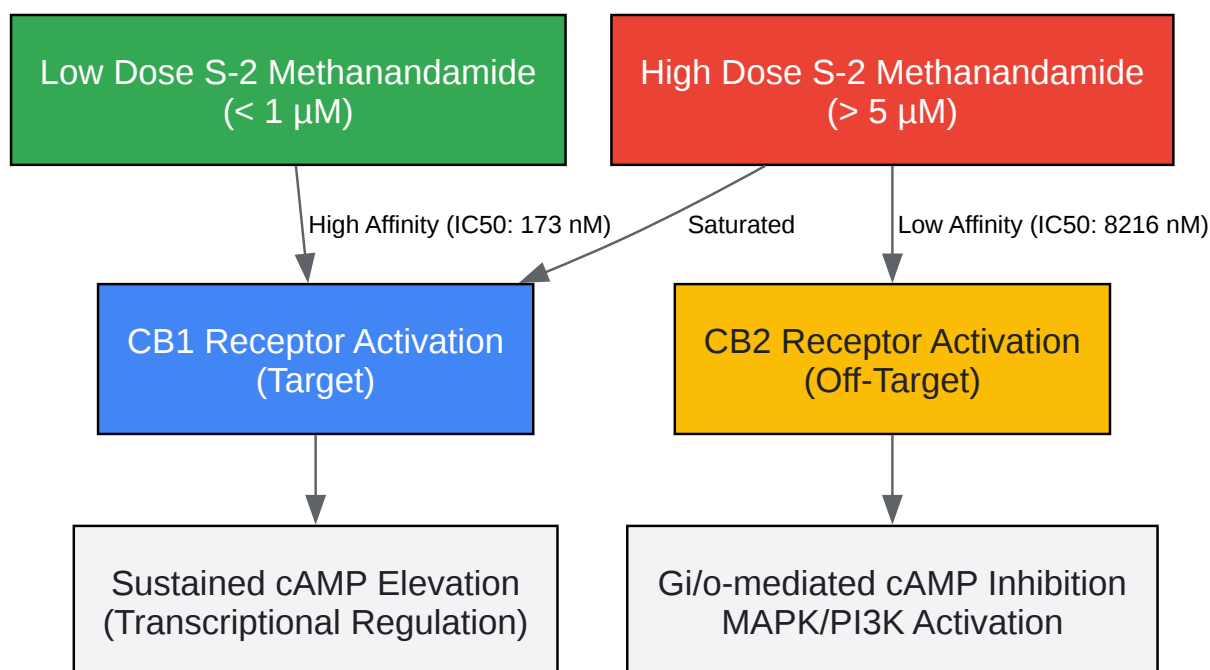 Low Dose S-2 Methanandamide
(< 1 µM)
High Dose S-2 Methanandamide
(> 5 µM)
High Affinity (IC50: 173 nM)
Saturated
Low Affinity (IC50: 8216 nM)
CB1 Receptor Activation
(Target)
CB2 Receptor Activation
(Off-Target)
Sustained cAMP Elevation
(Transcriptional Regulation)
Gi/o-mediated cAMP Inhibition
MAPK/PI3K Activation